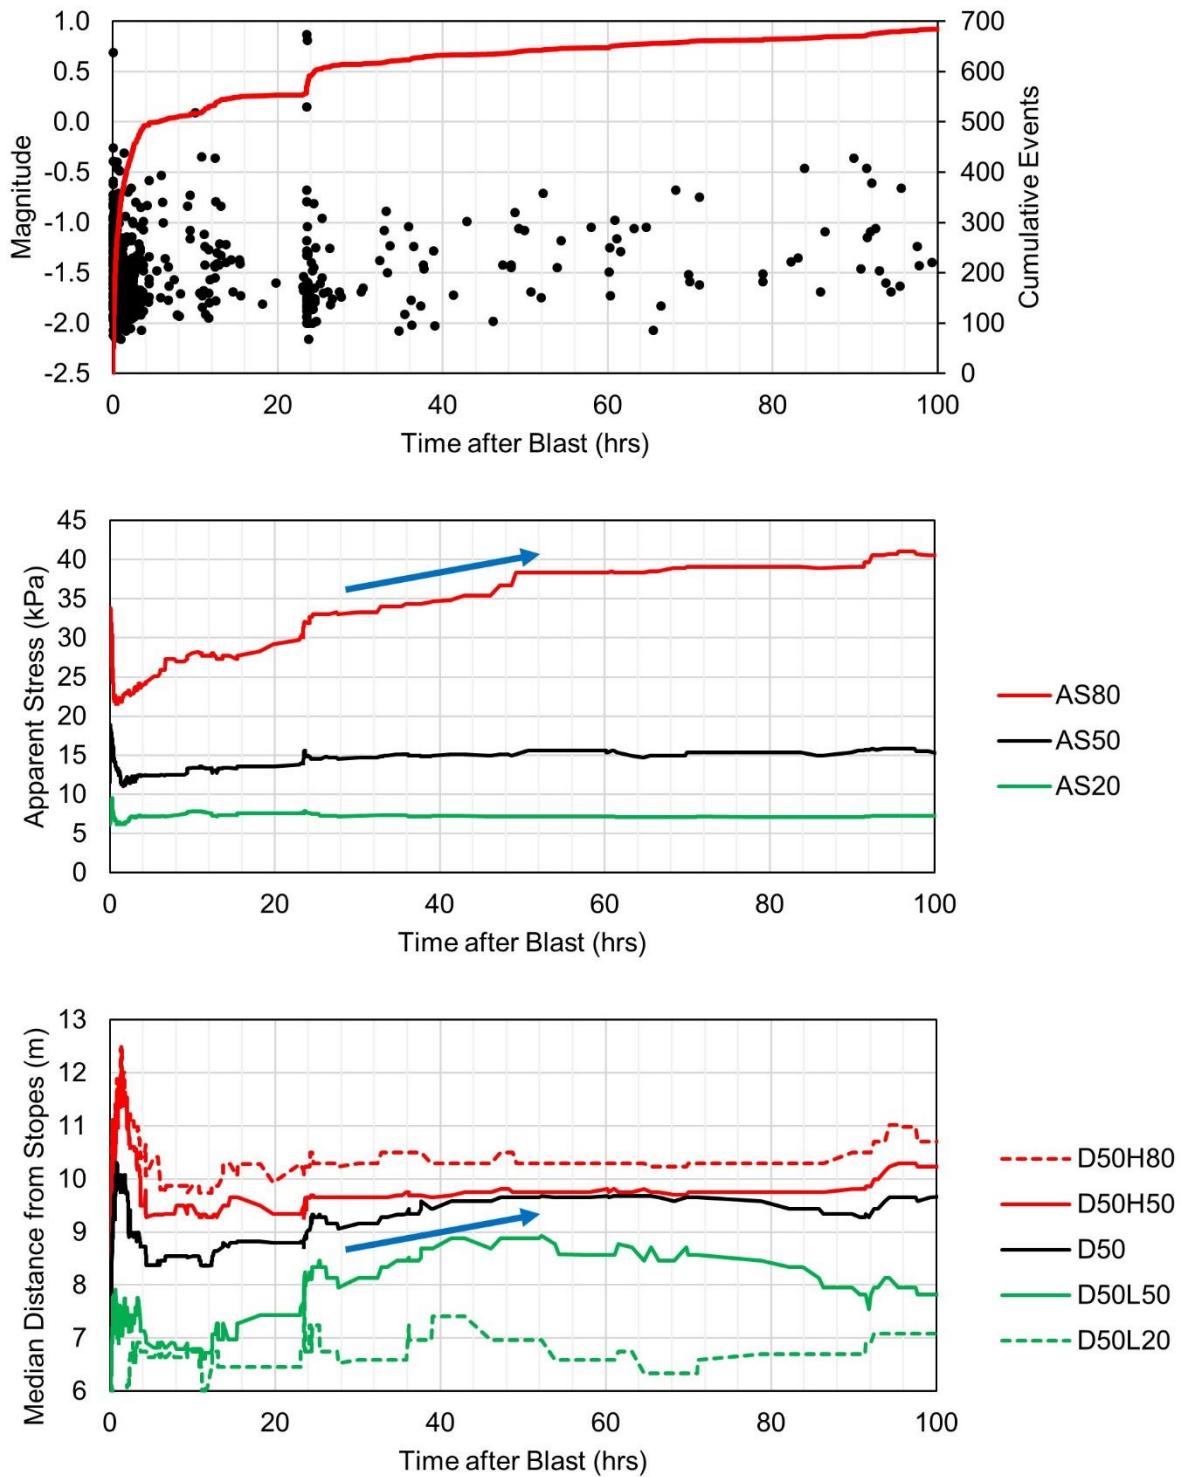 Magnitude
1.0
0.5
0.0
-0.5
-1.0
-1.5
-2.0
-2.5
700
600
500
400
300
200
100
0
Cumulative Events
0 20 40 60 80 100
Time after Blast (hrs)
Apparent Stress (kPa)
45
40
35
30
25
20
15
10
5
0
0 20 40 60 80 100
Time after Blast (hrs)
AS80
AS50
AS20
Median Distance from Stopes (m)
13
12
11
10
9
8
7
6
0 20 40 60 80 100
Time after Blast (hrs)
D50H80
D50H50
D50
D50L50
D50L20